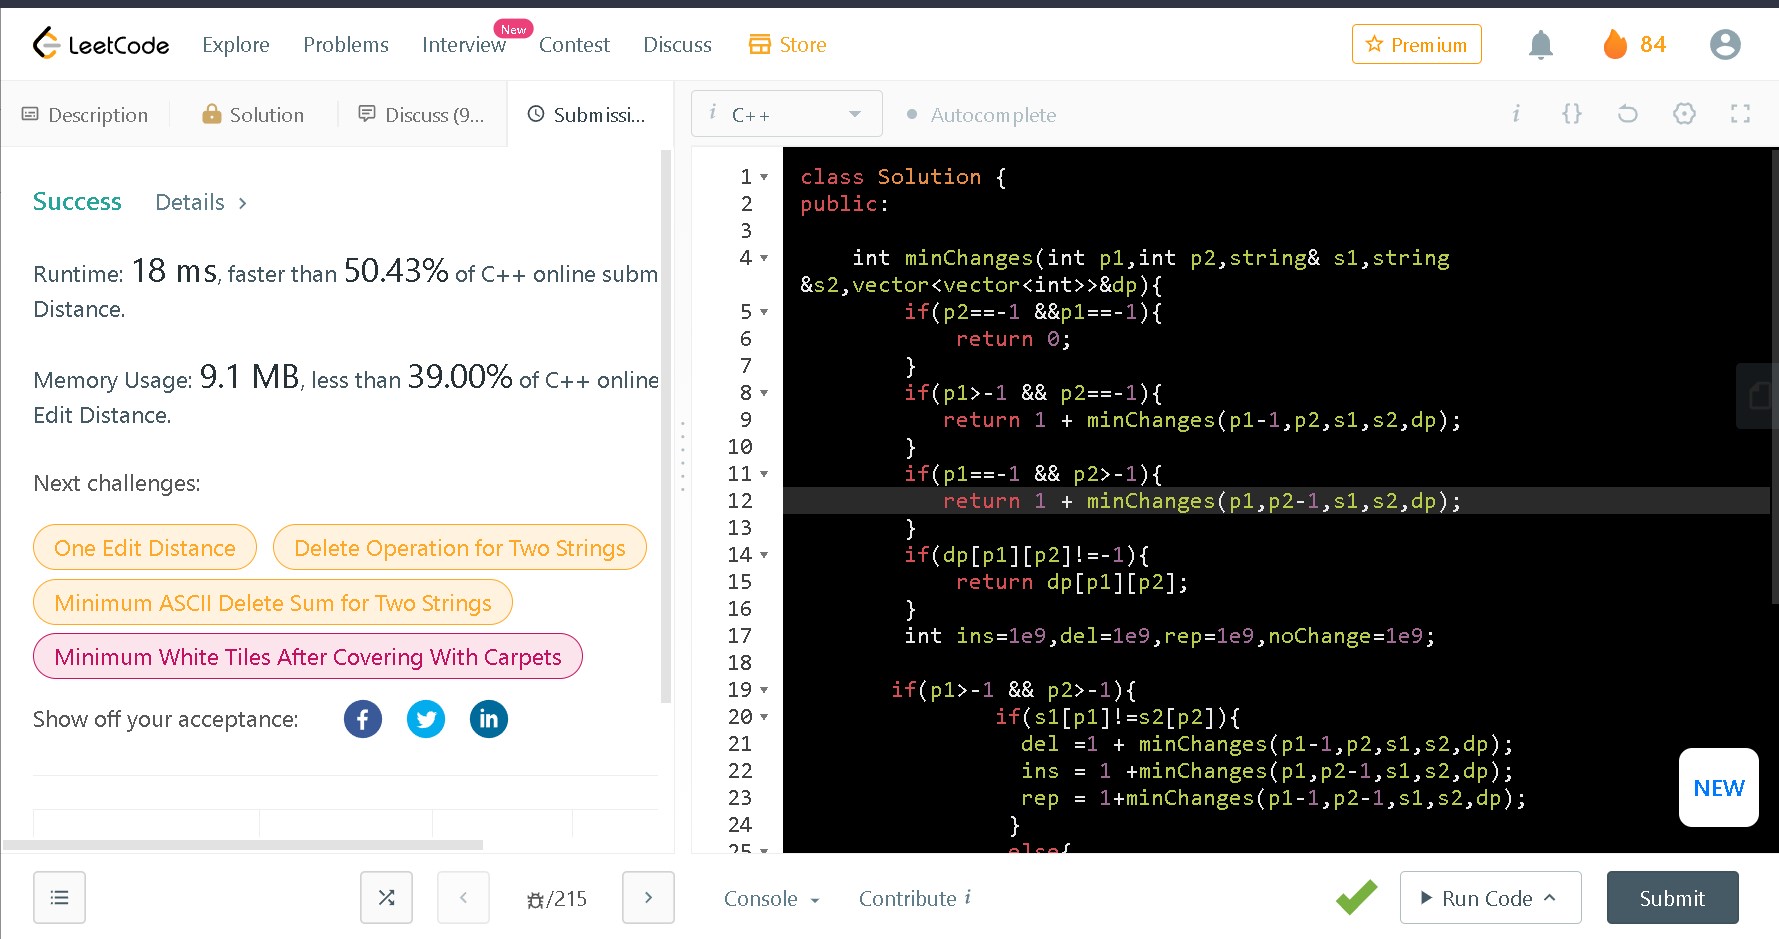 LeetCode
Explore
Problems
Interview
New
Contest
Discuss
Store
Premium
84
Description
Solution
Discuss (9...
Submissi...
i C++
Autocomplete
i {}
Success Details >
Runtime: 18 ms, faster than 50.43% of C++ online subm
Distance.
Memory Usage: 9.1 MB, less than 39.00% of C++ online
Edit Distance.
Next challenges:
One Edit Distance
Delete Operation for Two Strings
Minimum ASCII Delete Sum for Two Strings
Minimum White Tiles After Covering With Carpets
Show off your acceptance:
f in
1 class Solution {
2 public:
3
4 int minChanges(int p1,int p2,string& s1,string
&s2,vector<vector<int>>&dp){
5 if(p2==-1 &&p1==-1){
6 return 0;
7 }
8 if(p1>-1 && p2==-1){
9 return 1 + minChanges(p1-1,p2,s1,s2,dp);
10 }
11 if(p1==-1 && p2>-1){
12 return 1 + minChanges(p1,p2-1,s1,s2,dp);
13 }
14 if(dp[p1][p2]!=-1){
15 return dp[p1][p2];
16 }
17 int ins=1e9,del=1e9,rep=1e9,noChange=1e9;
18
19 if(p1>-1 && p2>-1){
20 if(s1[p1]!=s2[p2]){
21 del =1 + minChanges(p1-1,p2,s1,s2,dp);
22 ins = 1 +minChanges(p1,p2-1,s1,s2,dp);
23 rep = 1+minChanges(p1-1,p2-1,s1,s2,dp);
24 }
25 else{
NEW
/215
Console
Contribute i
Run Code
Submit